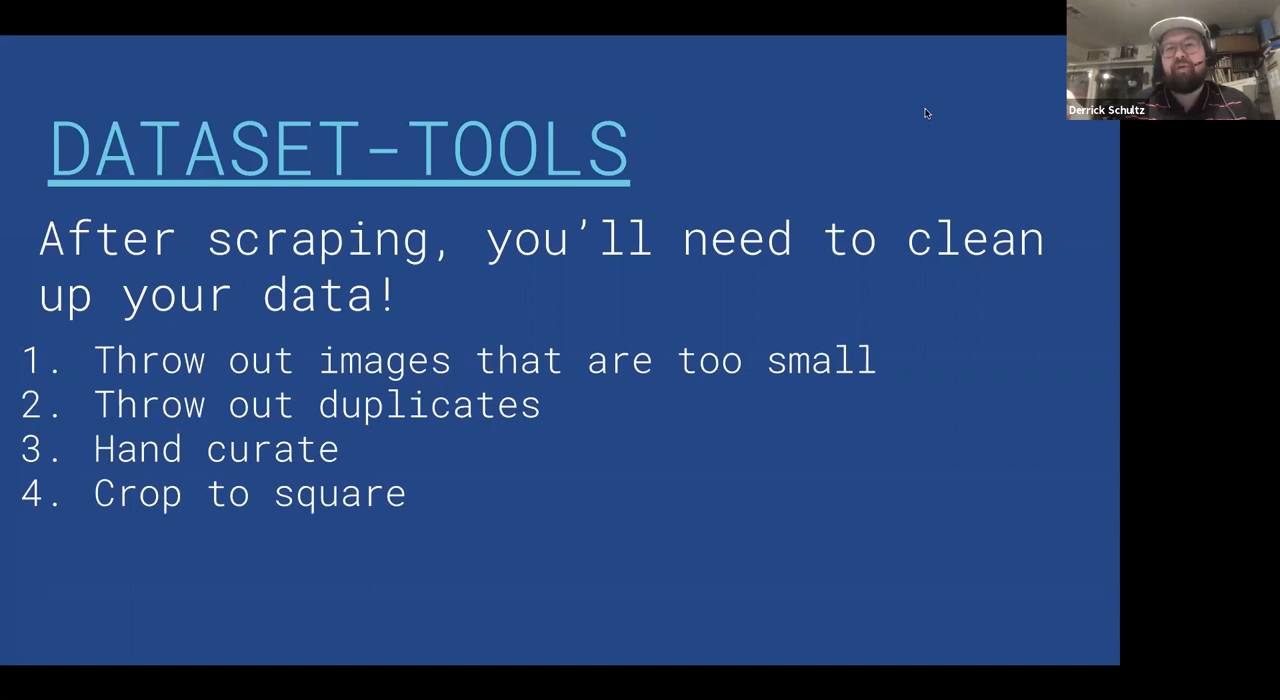 DATASET-TOOLS
After scraping, you’ll need to clean
up your data!
1. Throw out images that are too small
2. Throw out duplicates
3. Hand curate
4. Crop to square
Derrick Schultz